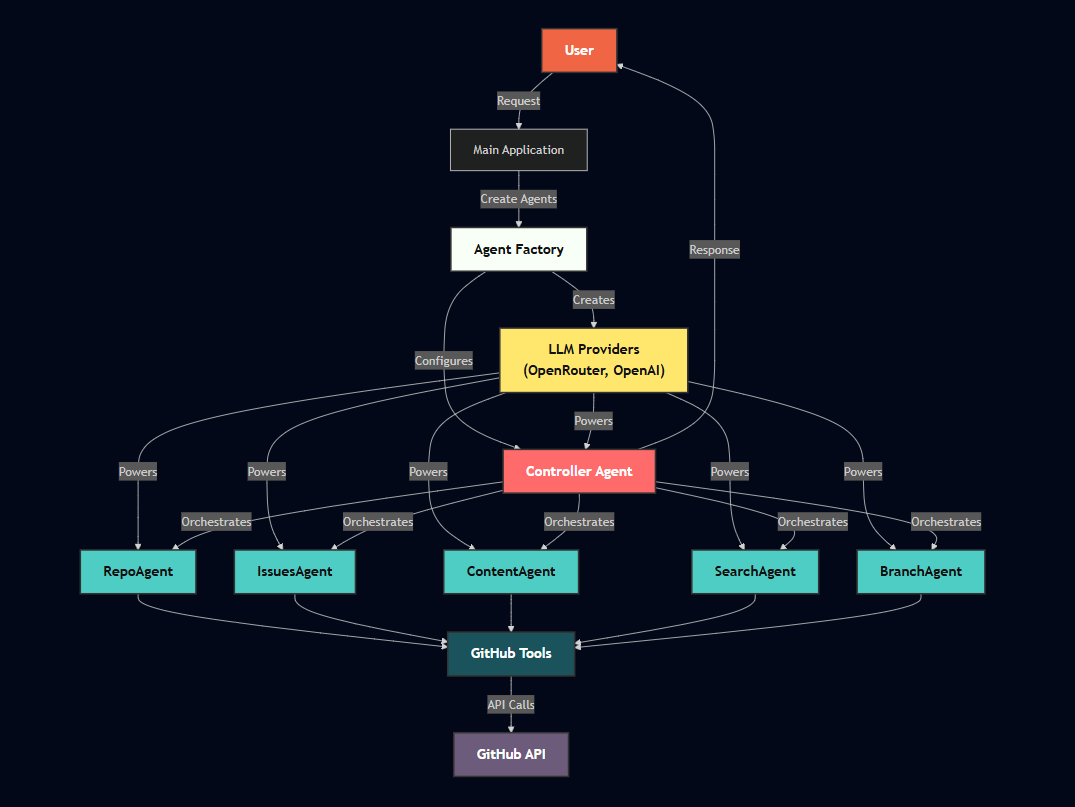 User
Request
Main Application
Create Agents
Agent Factory
Response
Creates
LLM Providers
(OpenRouter, OpenAI)
Configures
Powers
Controller Agent
Powers
Powers
Powers
Powers
Powers
Orchestrates
Orchestrates
Orchestrates
Orchestrates
Orchestrates
RepoAgent
IssuesAgent
ContentAgent
SearchAgent
BranchAgent
GitHub Tools
API Calls
GitHub API